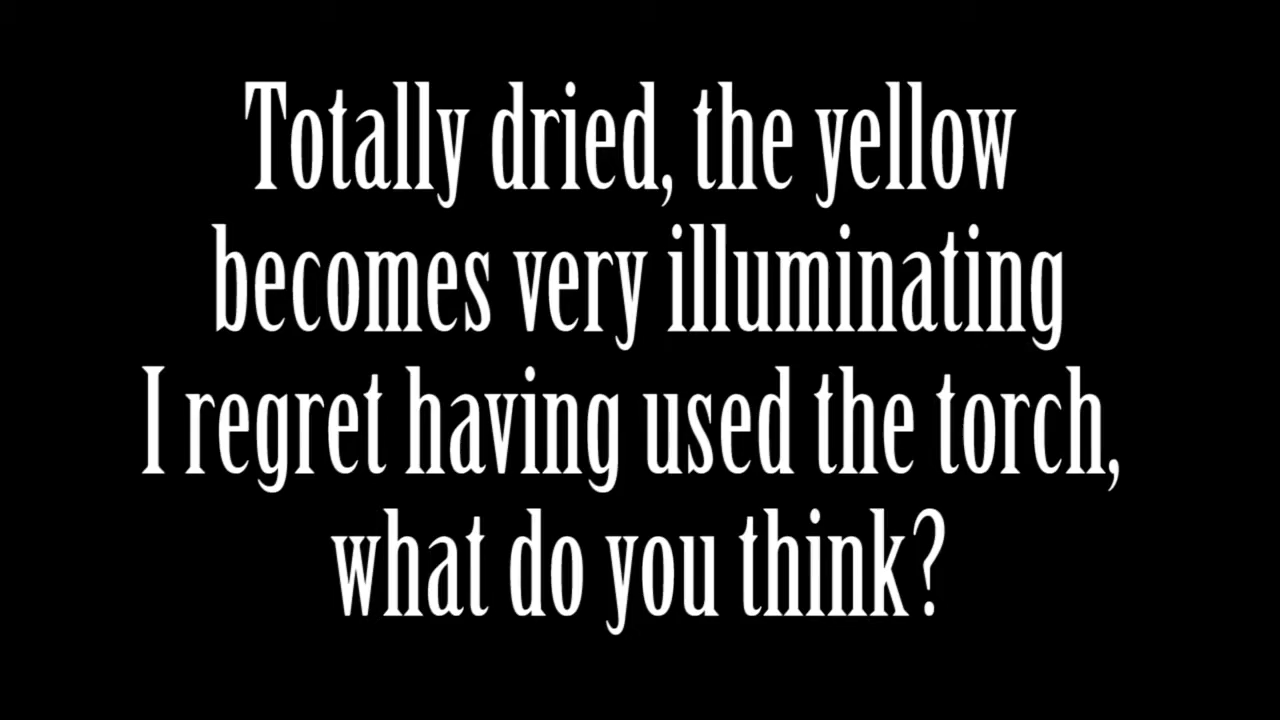 Totally dried, the yellow
becomes very illuminating
I regret having used the torch,
what do you think?